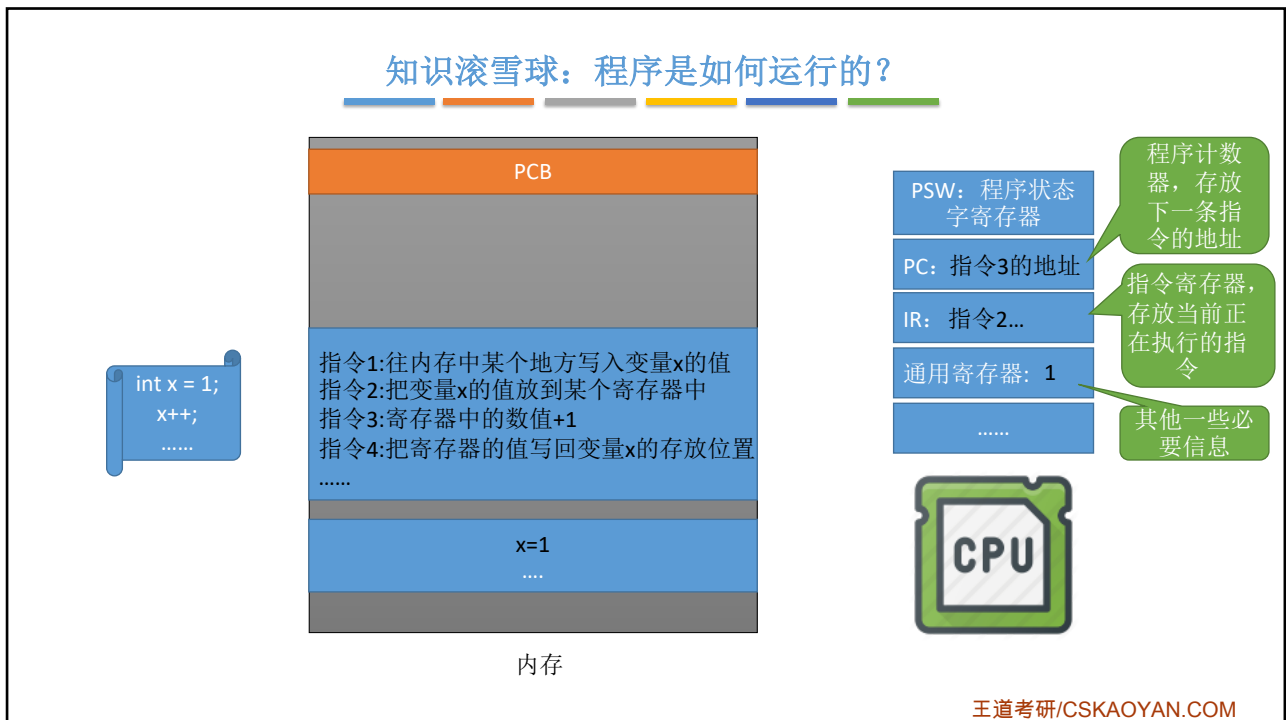 知识滚雪球：程序是如何运行的？
int x = 1;
x++;
……
PCB
指令1:往内存中某个地方写入变量x的值
指令2:把变量x的值放到某个寄存器中
指令3:寄存器中的数值+1
指令4:把寄存器的值写回变量x的存放位置
……
x=1
….
内存
PSW：程序状态
字寄存器
PC：指令3的地址
IR： 指令2…
通用寄存器: 1
……
程序计数
器，存放
下一条指
令的地址
指令寄存器，
存放当前正
在执行的指
令
其他一些必
要信息
CPU
王道考研/CSKAOYAN.COM